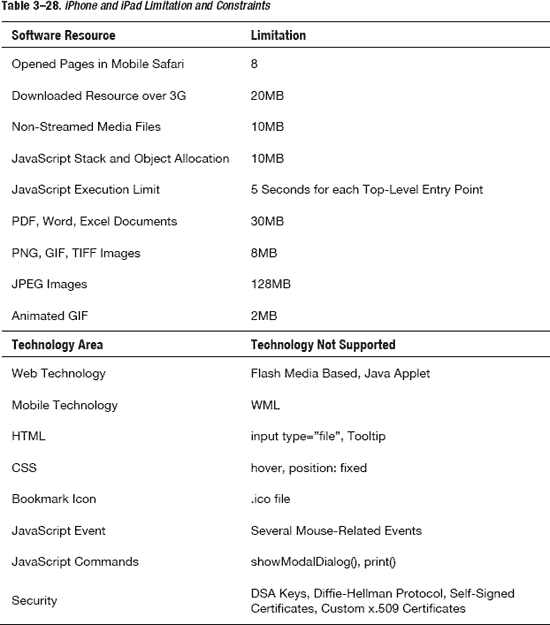 Table 3–28. iPhone and iPad Limitation and Constraints
Software Resource Limitation
Opened Pages in Mobile Safari 8
Downloaded Resource over 3G 20MB
Non-Streamed Media Files 10MB
JavaScript Stack and Object Allocation 10MB
JavaScript Execution Limit 5 Seconds for each Top-Level Entry Point
PDF, Word, Excel Documents 30MB
PNG, GIF, TIFF Images 8MB
JPEG Images 128MB
Animated GIF 2MB
Technology Area Technology Not Supported
Web Technology Flash Media Based, Java Applet
Mobile Technology WML
HTML input type=”file”, Tooltip
CSS hover, position: fixed
Bookmark Icon .ico file
JavaScript Event Several Mouse-Related Events
JavaScript Commands showModalDialog(), print()
Security DSA Keys, Diffie-Hellman Protocol, Self-Signed
Certificates, Custom x.509 Certificates